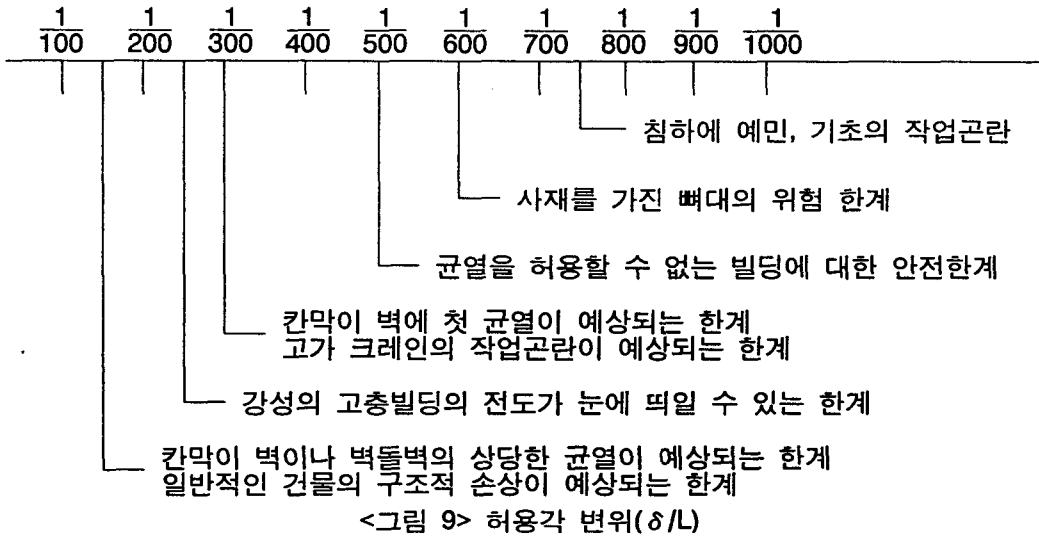 1/100 1/200 1/300 1/400 1/500 1/600 1/700 1/800 1/900 1/1000
침하에 예민, 기초의 작업곤란
사재를 가진 뼈대의 위험 한계
균열을 허용할 수 없는 빌딩에 대한 안전한계
칸막이 벽에 첫 균열이 예상되는 한계
고가 크레인의 작업곤란이 예상되는 한계
강성의 고층빌딩의 전도가 눈에 띄일 수 있는 한계
칸막이 벽이나 벽돌벽의 상당한 균열이 예상되는 한계
일반적인 건물의 구조적 손상이 예상되는 한계
<그림 9> 허용각 변위(δ/L)